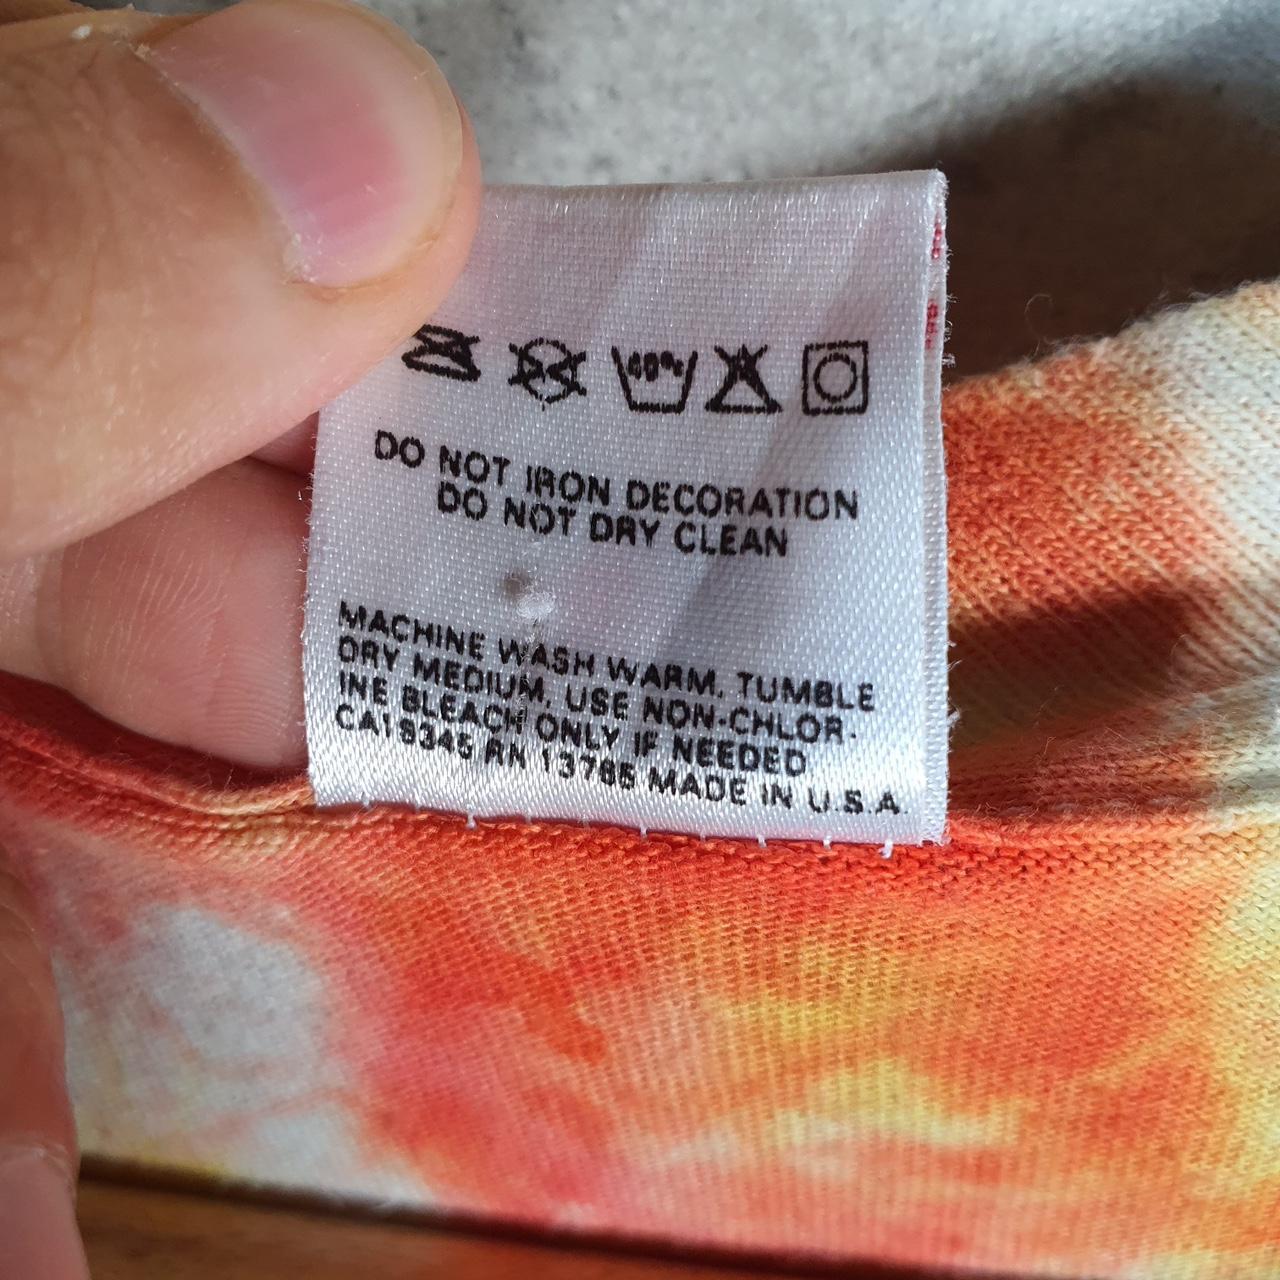 40°
DO NOT IRON DECORATION
DO NOT DRY CLEAN
MACHINE WASH WARM, TUMBLE
DRY MEDIUM, USE NON-CHLOR-
INE BLEACH ONLY IF NEEDED
CA19345 RN 13765 MADE IN U.S.A.